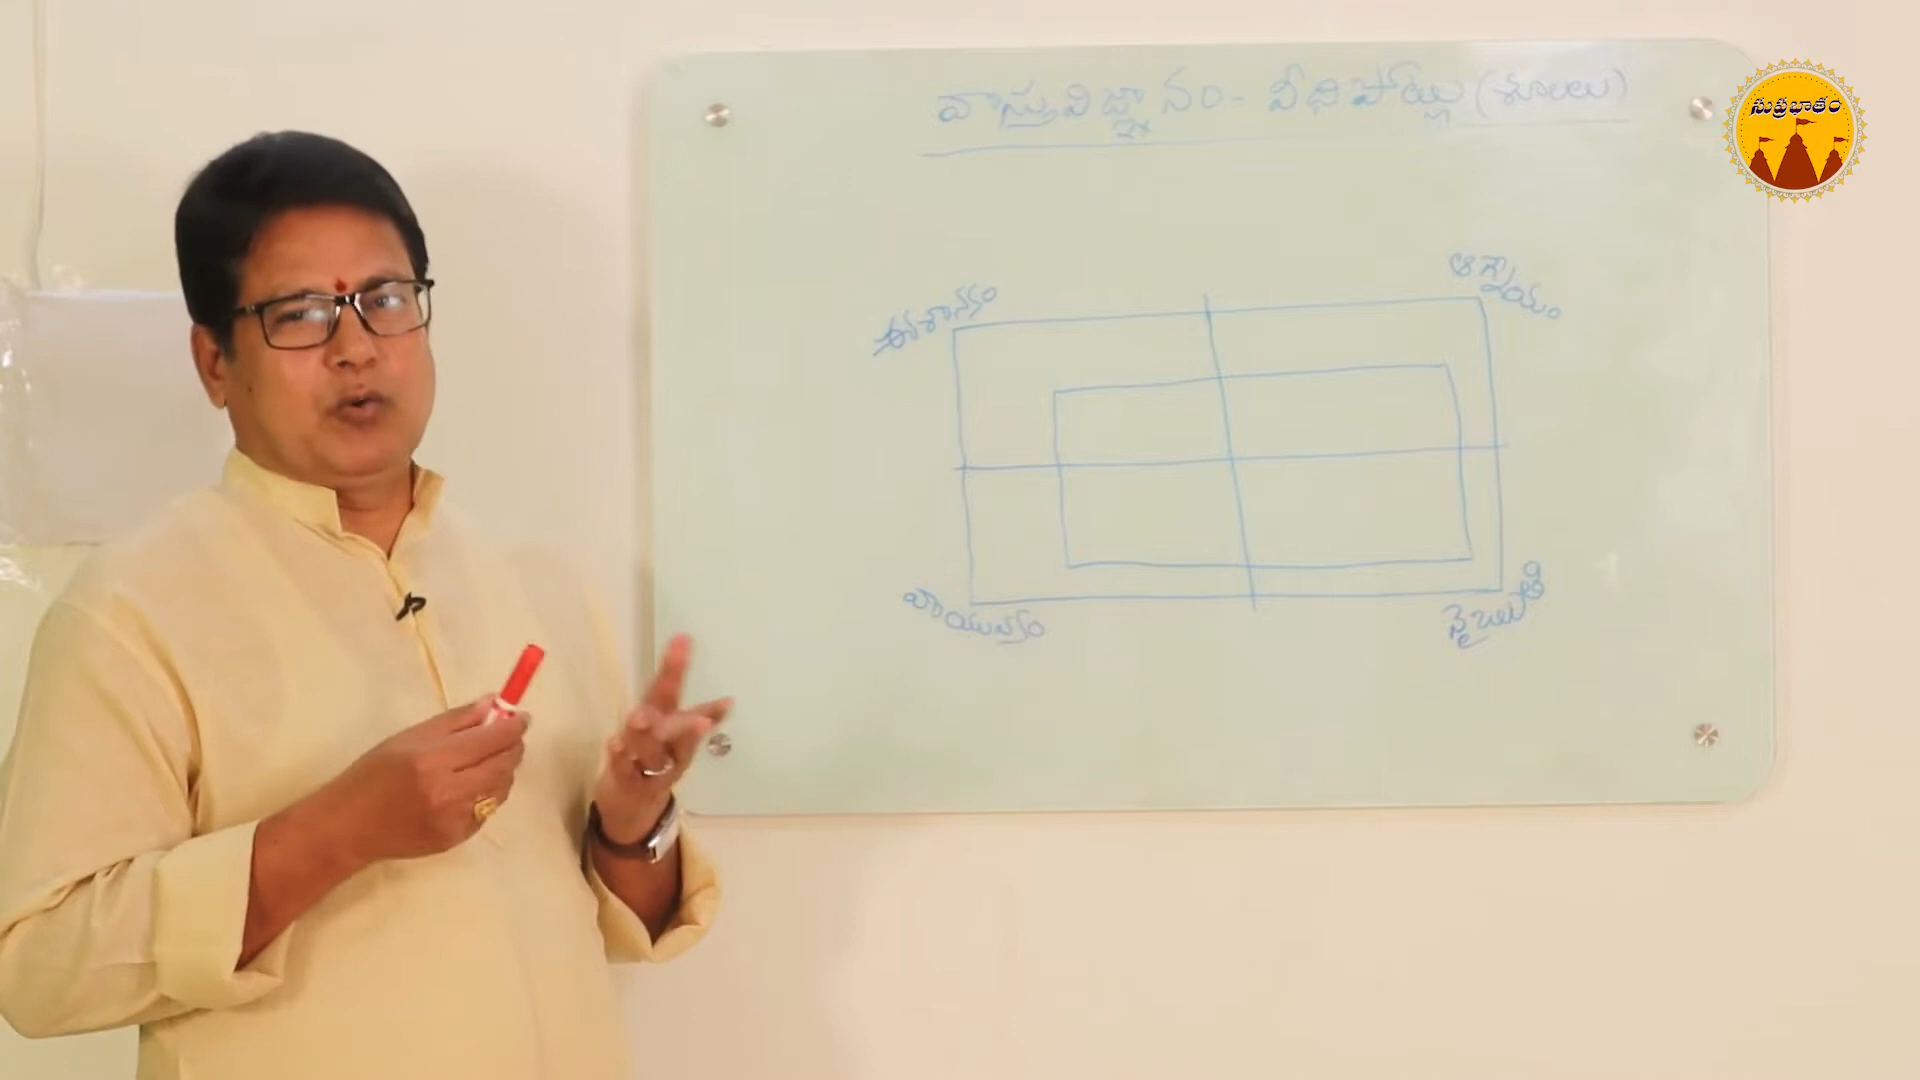 వాస్తువిజ్ఞానం - వీధిపోట్లు (శూలలు)
సుప్రభాతం
ఆగ్నేయం
ఈశాన్యం
వాయువ్యం
నైఋతి